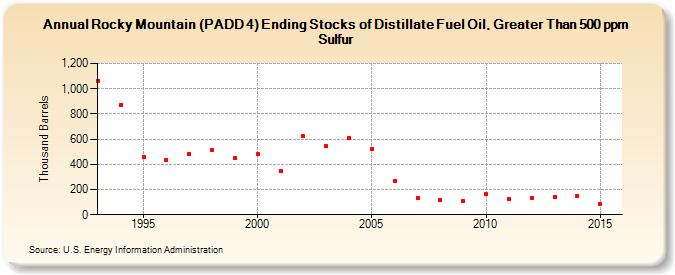 Annual Rocky Mountain (PADD 4) Ending Stocks of Distillate Fuel Oil, Greater Than 500 ppm
Sulfur
Thousand Barrels
1,200
1,000
800
600
400
200
0
1995 2000 2005 2010 2015
Source: U.S. Energy Information Administration